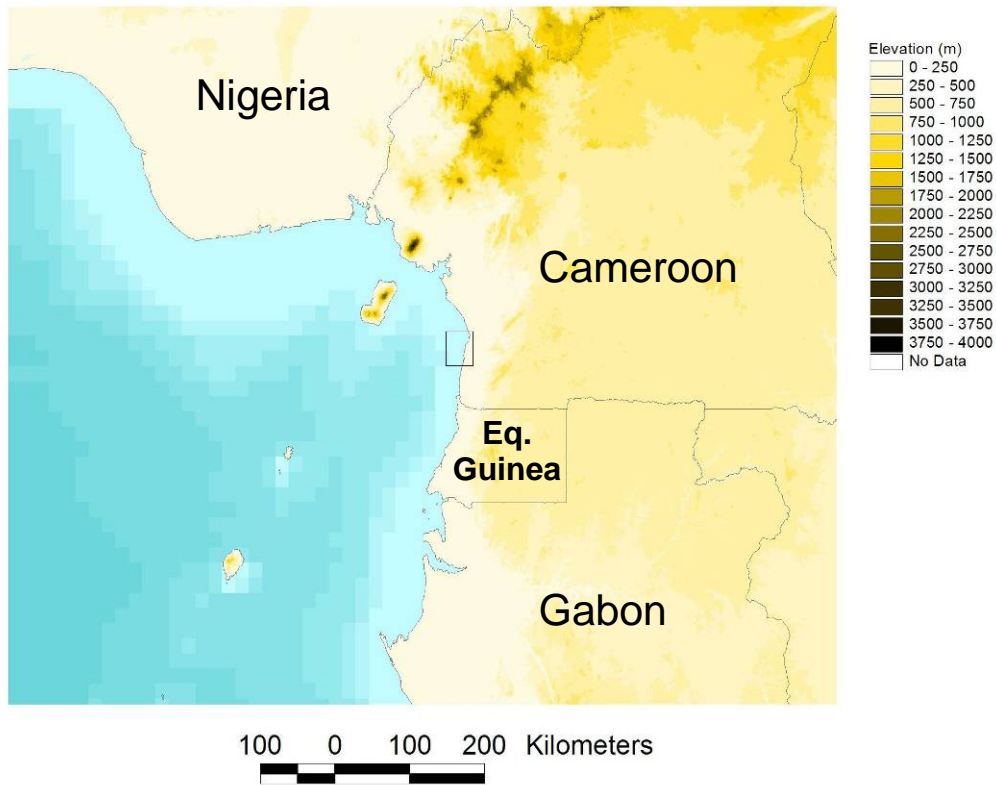 Nigeria
Cameroon
Eq.
Guinea
Gabon
Elevation (m)
0 - 250
250 - 500
500 - 750
750 - 1000
1000 - 1250
1250 - 1500
1500 - 1750
1750 - 2000
2000 - 2250
2250 - 2500
2500 - 2750
2750 - 3000
3000 - 3250
3250 - 3500
3500 - 3750
3750 - 4000
No Data
100 0 100 200 Kilometers